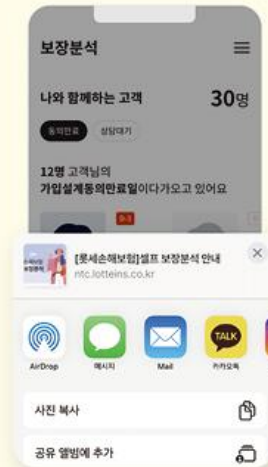 보장분석
나와 함께하는 고객
30명
동의만료
상담대기
12명 고객님의
가입설계동의만료일이다가오고 있어요
[롯세손해보험]셀프 보장분석 안내
ntc.lotteins.co.kr
AirDrop
메시지
Mail
TALK
카카오톡
사진 복사
공유 앨범에 추가